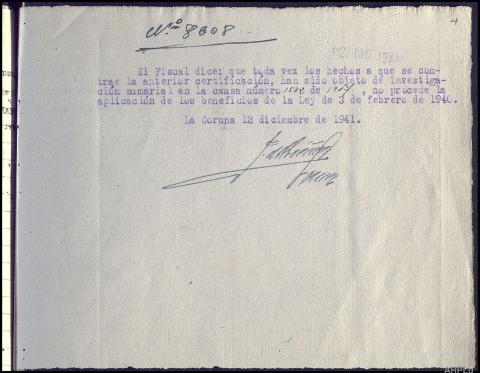 Nº 8608
4
El Fiscal dice: que toda vez los hechos a que se con-
trae la anterior certificación, han sido objeto de investiga-
ción sumarial en la causa número de , no procede la
aplicación de los beneficios de la Ley de 3 de febrero de 1940.
La Coruña 12 diciembre de 1941.
AHPCO